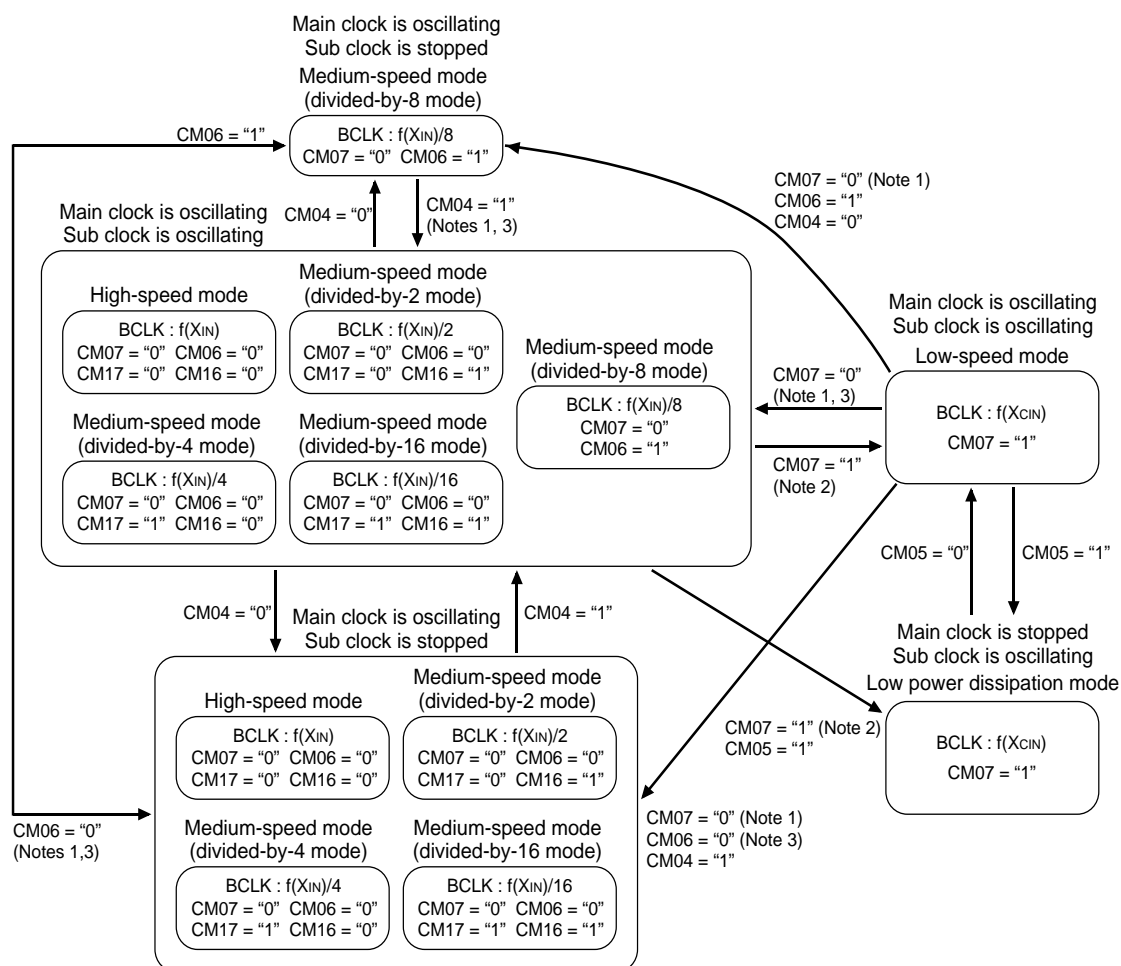 Main clock is oscillating
Sub clock is stopped
Medium-speed mode
(divided-by-8 mode)
CM06 = “1”
BCLK : f(XIN)/8
CM07 = “0” CM06 = “1”
CM07 = “0” (Note 1)
CM06 = “1”
CM04 = “0”
Main clock is oscillating
Sub clock is oscillating
CM04 = “0”
CM04 = “1”
(Notes 1, 3)
High-speed mode
BCLK : f(XIN)
CM07 = “0” CM06 = “0”
CM17 = “0” CM16 = “0”
Medium-speed mode
(divided-by-2 mode)
BCLK : f(XIN)/2
CM07 = “0” CM06 = “0”
CM17 = “0” CM16 = “1”
Medium-speed mode
(divided-by-8 mode)
BCLK : f(XIN)/8
CM07 = “0”
CM06 = “1”
Medium-speed mode
(divided-by-4 mode)
BCLK : f(XIN)/4
CM07 = “0” CM06 = “0”
CM17 = “1” CM16 = “0”
Medium-speed mode
(divided-by-16 mode)
BCLK : f(XIN)/16
CM07 = “0” CM06 = “0”
CM17 = “1” CM16 = “1”
CM07 = “0”
(Note 1, 3)
CM07 = “1”
(Note 2)
Main clock is oscillating
Sub clock is oscillating
Low-speed mode
BCLK : f(XCIN)
CM07 = “1”
CM05 = “0”
CM05 = “1”
CM04 = “0”
Main clock is oscillating
Sub clock is stopped
CM04 = “1”
Main clock is stopped
Sub clock is oscillating
Low power dissipation mode
BCLK : f(XCIN)
CM07 = “1”
CM07 = “1” (Note 2)
CM05 = “1”
High-speed mode
BCLK : f(XIN)
CM07 = “0” CM06 = “0”
CM17 = “0” CM16 = “0”
Medium-speed mode
(divided-by-2 mode)
BCLK : f(XIN)/2
CM07 = “0” CM06 = “0”
CM17 = “0” CM16 = “1”
CM07 = “0” (Note 1)
CM06 = “0” (Note 3)
CM04 = “1”
CM06 = “0”
(Notes 1,3)
Medium-speed mode
(divided-by-4 mode)
BCLK : f(XIN)/4
CM07 = “0” CM06 = “0”
CM17 = “1” CM16 = “0”
Medium-speed mode
(divided-by-16 mode)
BCLK : f(XIN)/16
CM07 = “0” CM06 = “0”
CM17 = “1” CM16 = “1”